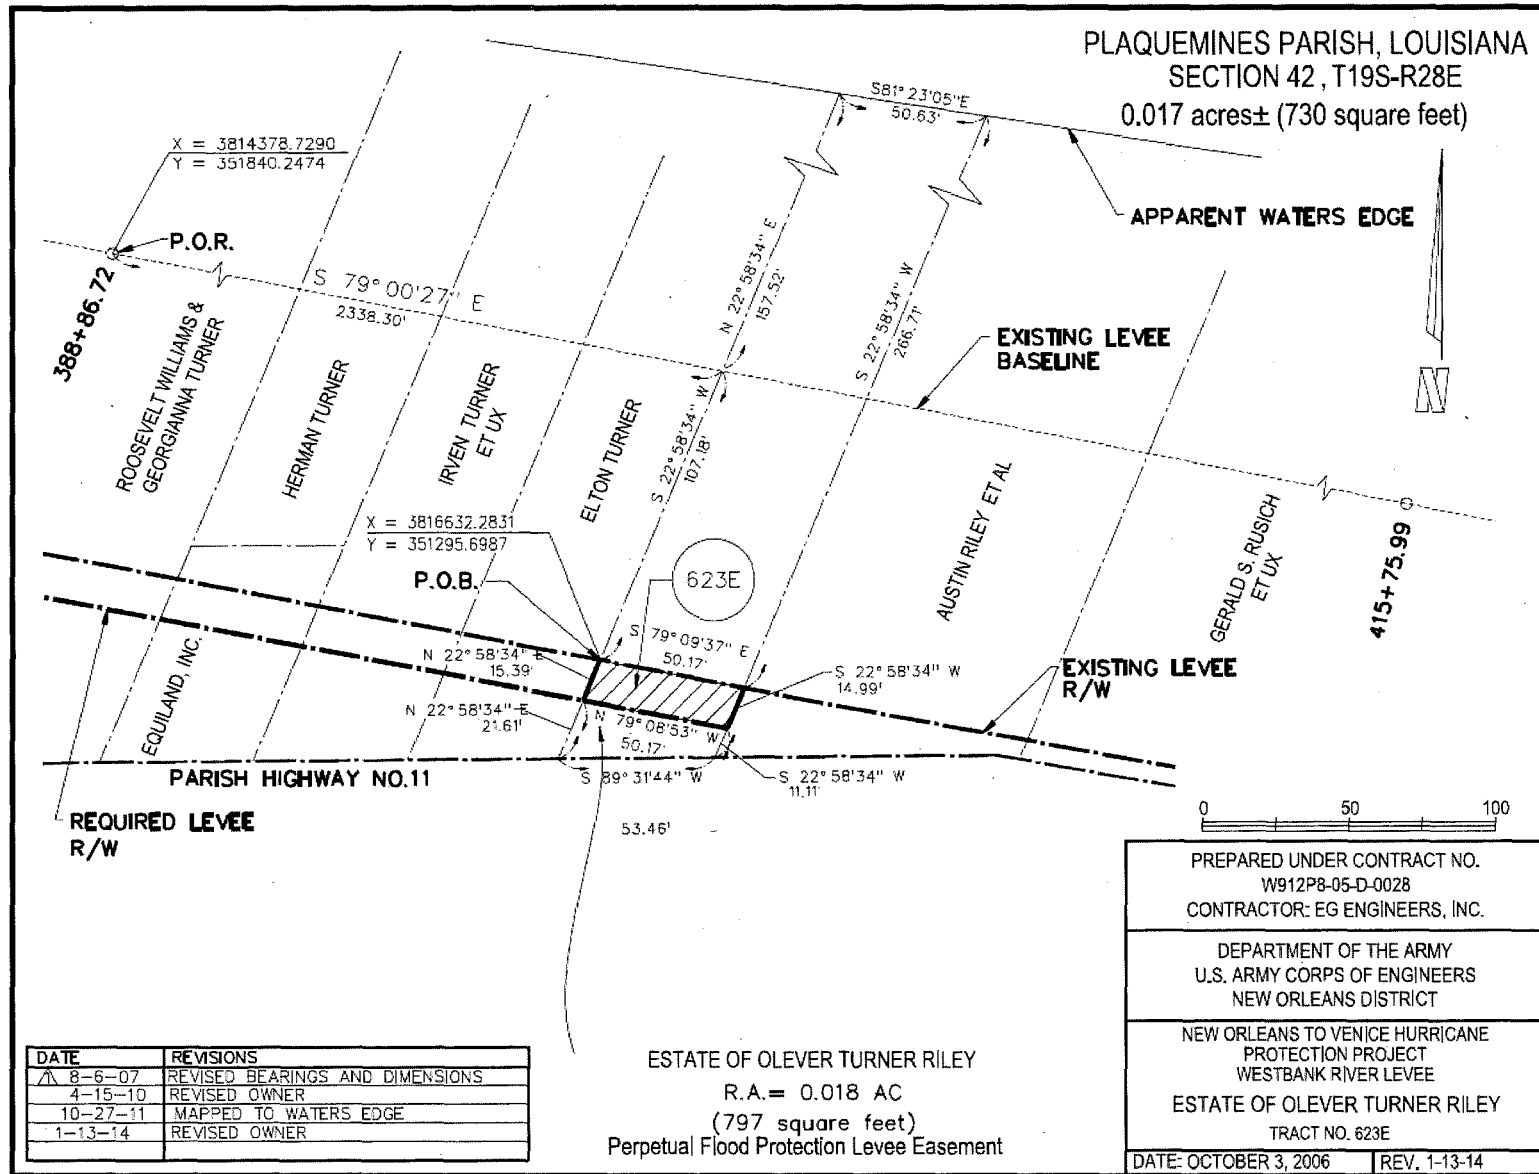 PLAQUEMINES PARISH, LOUISIANA
SECTION 42 , T19S-R28E
0.017 acres± (730 square feet)
S81° 23'05"E
50.63'
X = 3814378.7290
Y = 351840.2474
P.O.R.
388+86.72
APPARENT WATERS EDGE
S 79° 00'27" E
2338.30'
N 22° 58'34" E
157.52'
S 22° 58'34" W
266.71'
EXISTING LEVEE
BASELINE
N
ROOSEVELT WILLIAMS &
GEORGIANNA TURNER
HERMAN TURNER
IRVEN TURNER
ET UX
ELTON TURNER
S 22° 58'34" W
107.18'
AUSTIN RILEY ET AL
GERALD S. RUSICH
ET UX
415+75.99
X = 3816632.2831
Y = 351295.6987
P.O.B.
623E
S 79° 09'37" E
50.17'
N 22° 58'34" E
15.39'
S 22° 58'34" W
14.99'
EXISTING LEVEE
R/W
EQUILAND, INC.
N 22° 58'34" E
21.61'
N 79° 08'53" W
50.17'
PARISH HIGHWAY NO.11
S 89° 31'44" W
53.46'
S 22° 58'34" W
11.11'
REQUIRED LEVEE
R/W
0 50 100
PREPARED UNDER CONTRACT NO.
W912P8-05-D-0028
CONTRACTOR: EG ENGINEERS, INC.
DEPARTMENT OF THE ARMY
U.S. ARMY CORPS OF ENGINEERS
NEW ORLEANS DISTRICT
NEW ORLEANS TO VENICE HURRICANE
PROTECTION PROJECT
WESTBANK RIVER LEVEE
ESTATE OF OLEVER TURNER RILEY
TRACT NO. 623E
DATE: OCTOBER 3, 2006 REV. 1-13-14
DATE REVISIONS
8-6-07 REVISED BEARINGS AND DIMENSIONS
4-15-10 REVISED OWNER
10-27-11 MAPPED TO WATERS EDGE
1-13-14 REVISED OWNER
ESTATE OF OLEVER TURNER RILEY
R.A.= 0.018 AC
(797 square feet)
Perpetual Flood Protection Levee Easement